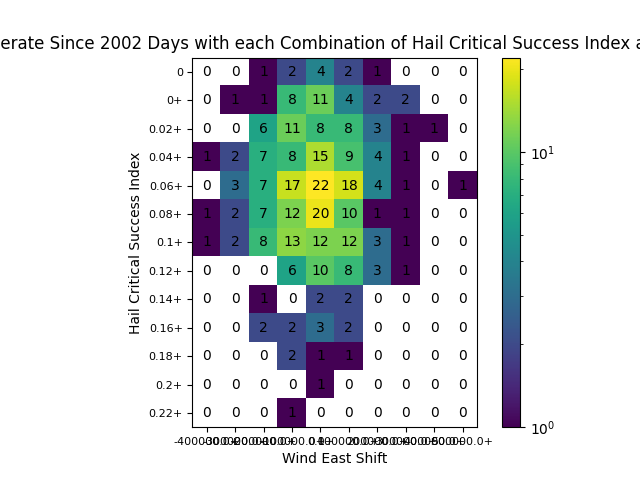 erate Since 2002 Days with each Combination of Hail Critical Success Index a
Hail Critical Success Index
0 0 0 1 2 4 2 1 0 0 0
0+ 0 1 1 8 11 4 2 2 0 0
0.02+ 0 0 6 11 8 8 3 1 1 0
0.04+ 1 2 7 8 15 9 4 1 0 0
0.06+ 0 3 7 17 22 18 4 1 0 1
0.08+ 1 2 7 12 20 10 1 1 0 0
0.1+ 1 2 8 13 12 12 3 1 0 0
0.12+ 0 0 0 6 10 8 3 1 0 0
0.14+ 0 0 1 0 2 2 0 0 0 0
0.16+ 0 0 2 2 3 2 0 0 0 0
0.18+ 0 0 0 2 1 1 0 0 0 0
0.2+ 0 0 0 0 1 0 0 0 0 0
0.22+ 0 0 0 1 0 0 0 0 0 0
Wind East Shift
10¹
10⁰